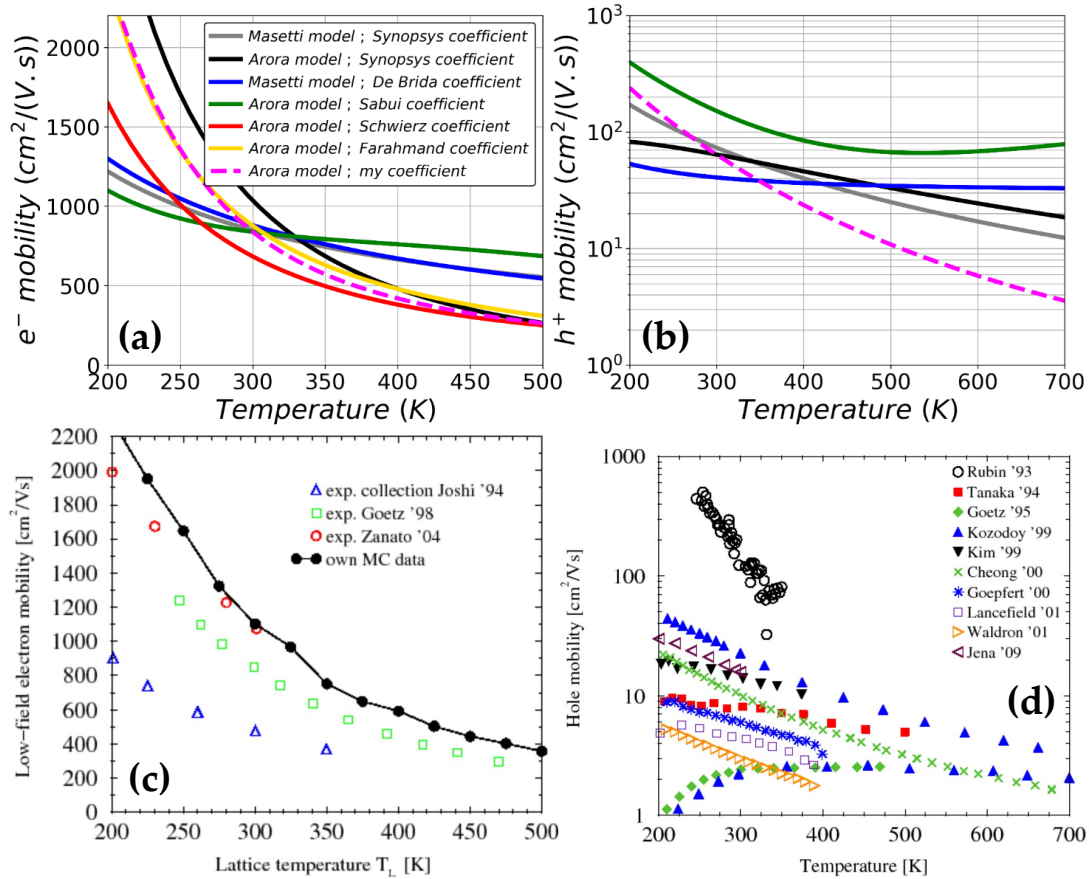 e⁻ mobility (cm²/(V.s))
2000
1500
1000
500
0
Masetti model ; Synopsys coefficient
Arora model ; Synopsys coefficient
Masetti model ; De Brida coefficient
Arora model ; Sabui coefficient
Arora model ; Schwierz coefficient
Arora model ; Farahmand coefficient
Arora model ; my coefficient
(a)
200 250 300 350 400 450 500
Temperature (K)
h⁺ mobility (cm²/(V.s))
10³
10²
10¹
10⁰
(b)
200 300 400 500 600 700
Temperature (K)
Low-field electron mobility [cm²/Vs]
2200
2000
1800
1600
1400
1200
1000
800
600
400
200
0
exp. collection Joshi '94
exp. Goetz '98
exp. Zanato '04
own MC data
(c)
200 250 300 350 400 450 500
Lattice temperature T_L [K]
Hole mobility [cm²/Vs]
1000
100
10
1
Rubin '93
Tanaka '94
Goetz '95
Kozodoy '99
Kim '99
Cheong '00
Goepfert '00
Lancefield '01
Waldron '01
Jena '09
(d)
200 300 400 500 600 700
Temperature [K]